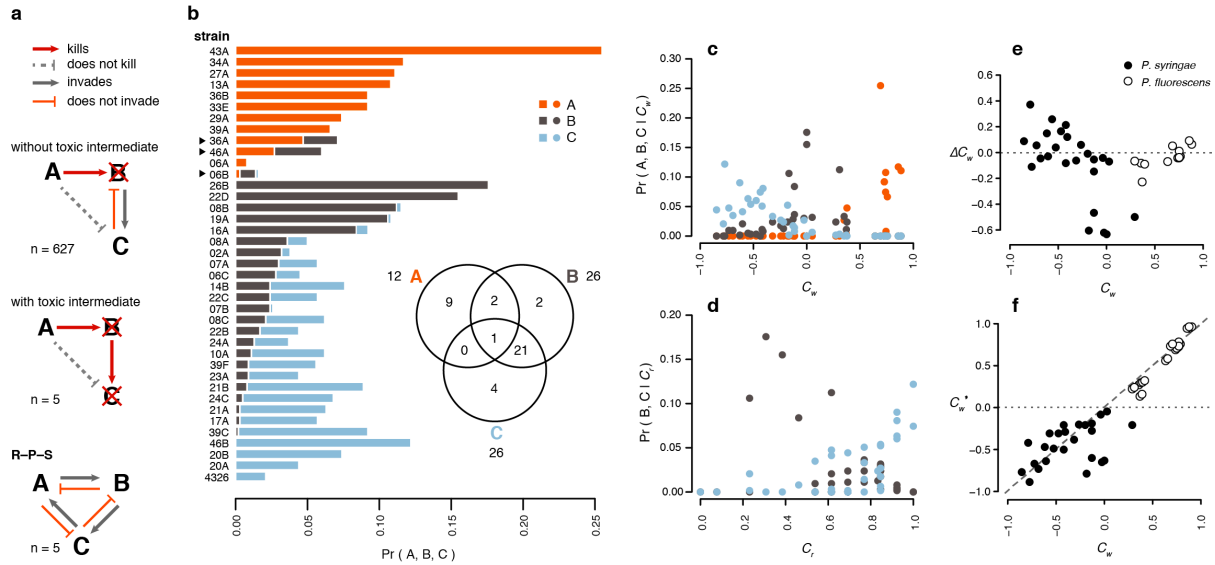 a
kills
does not kill
invades
does not invade
without toxic intermediate
A
B
C
n = 627
with toxic intermediate
A
B
C
n = 5
R–P–S
A
B
C
n = 5
b
strain
43A
34A
27A
13A
36B
33E
29A
39A
36A
46A
06A
06B
26B
22D
08B
19A
16A
08A
02A
07A
06C
14B
22C
07B
08C
22B
24A
10A
39F
23A
21B
24C
21A
17A
39C
46B
20B
20A
4326
0.00
0.05
0.10
0.15
0.20
0.25
Pr ( A, B, C )
A
B
C
12 A
B 26
9
2
2
1
0
21
4
C
26
c
0.30
0.25
0.20
0.15
0.10
0.05
0.00
Pr ( A, B, C | Cw)
−1.0
−0.5
0.0
0.5
1.0
Cw
d
0.20
0.15
0.10
0.05
0.00
Pr ( B, C | Cr)
0.0
0.2
0.4
0.6
0.8
1.0
Cr
e
P. syringae
P. fluorescens
0.6
0.4
0.2
0.0
−0.2
−0.4
−0.6
ΔCw
−1.0
−0.5
0.0
0.5
1.0
Cw
f
1.0
0.5
0.0
−0.5
−1.0
Cw*
−1.0
−0.5
0.0
0.5
1.0
Cw